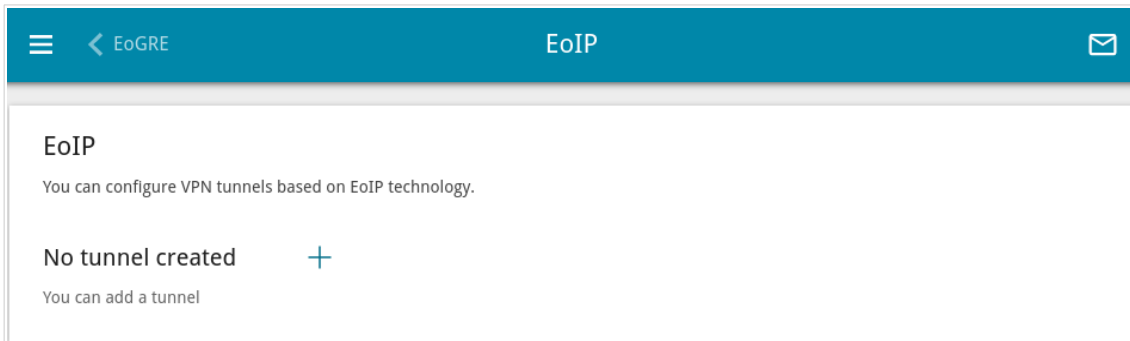 EoGRE
EoIP
EoIP
You can configure VPN tunnels based on EoIP technology.
No tunnel created
You can add a tunnel